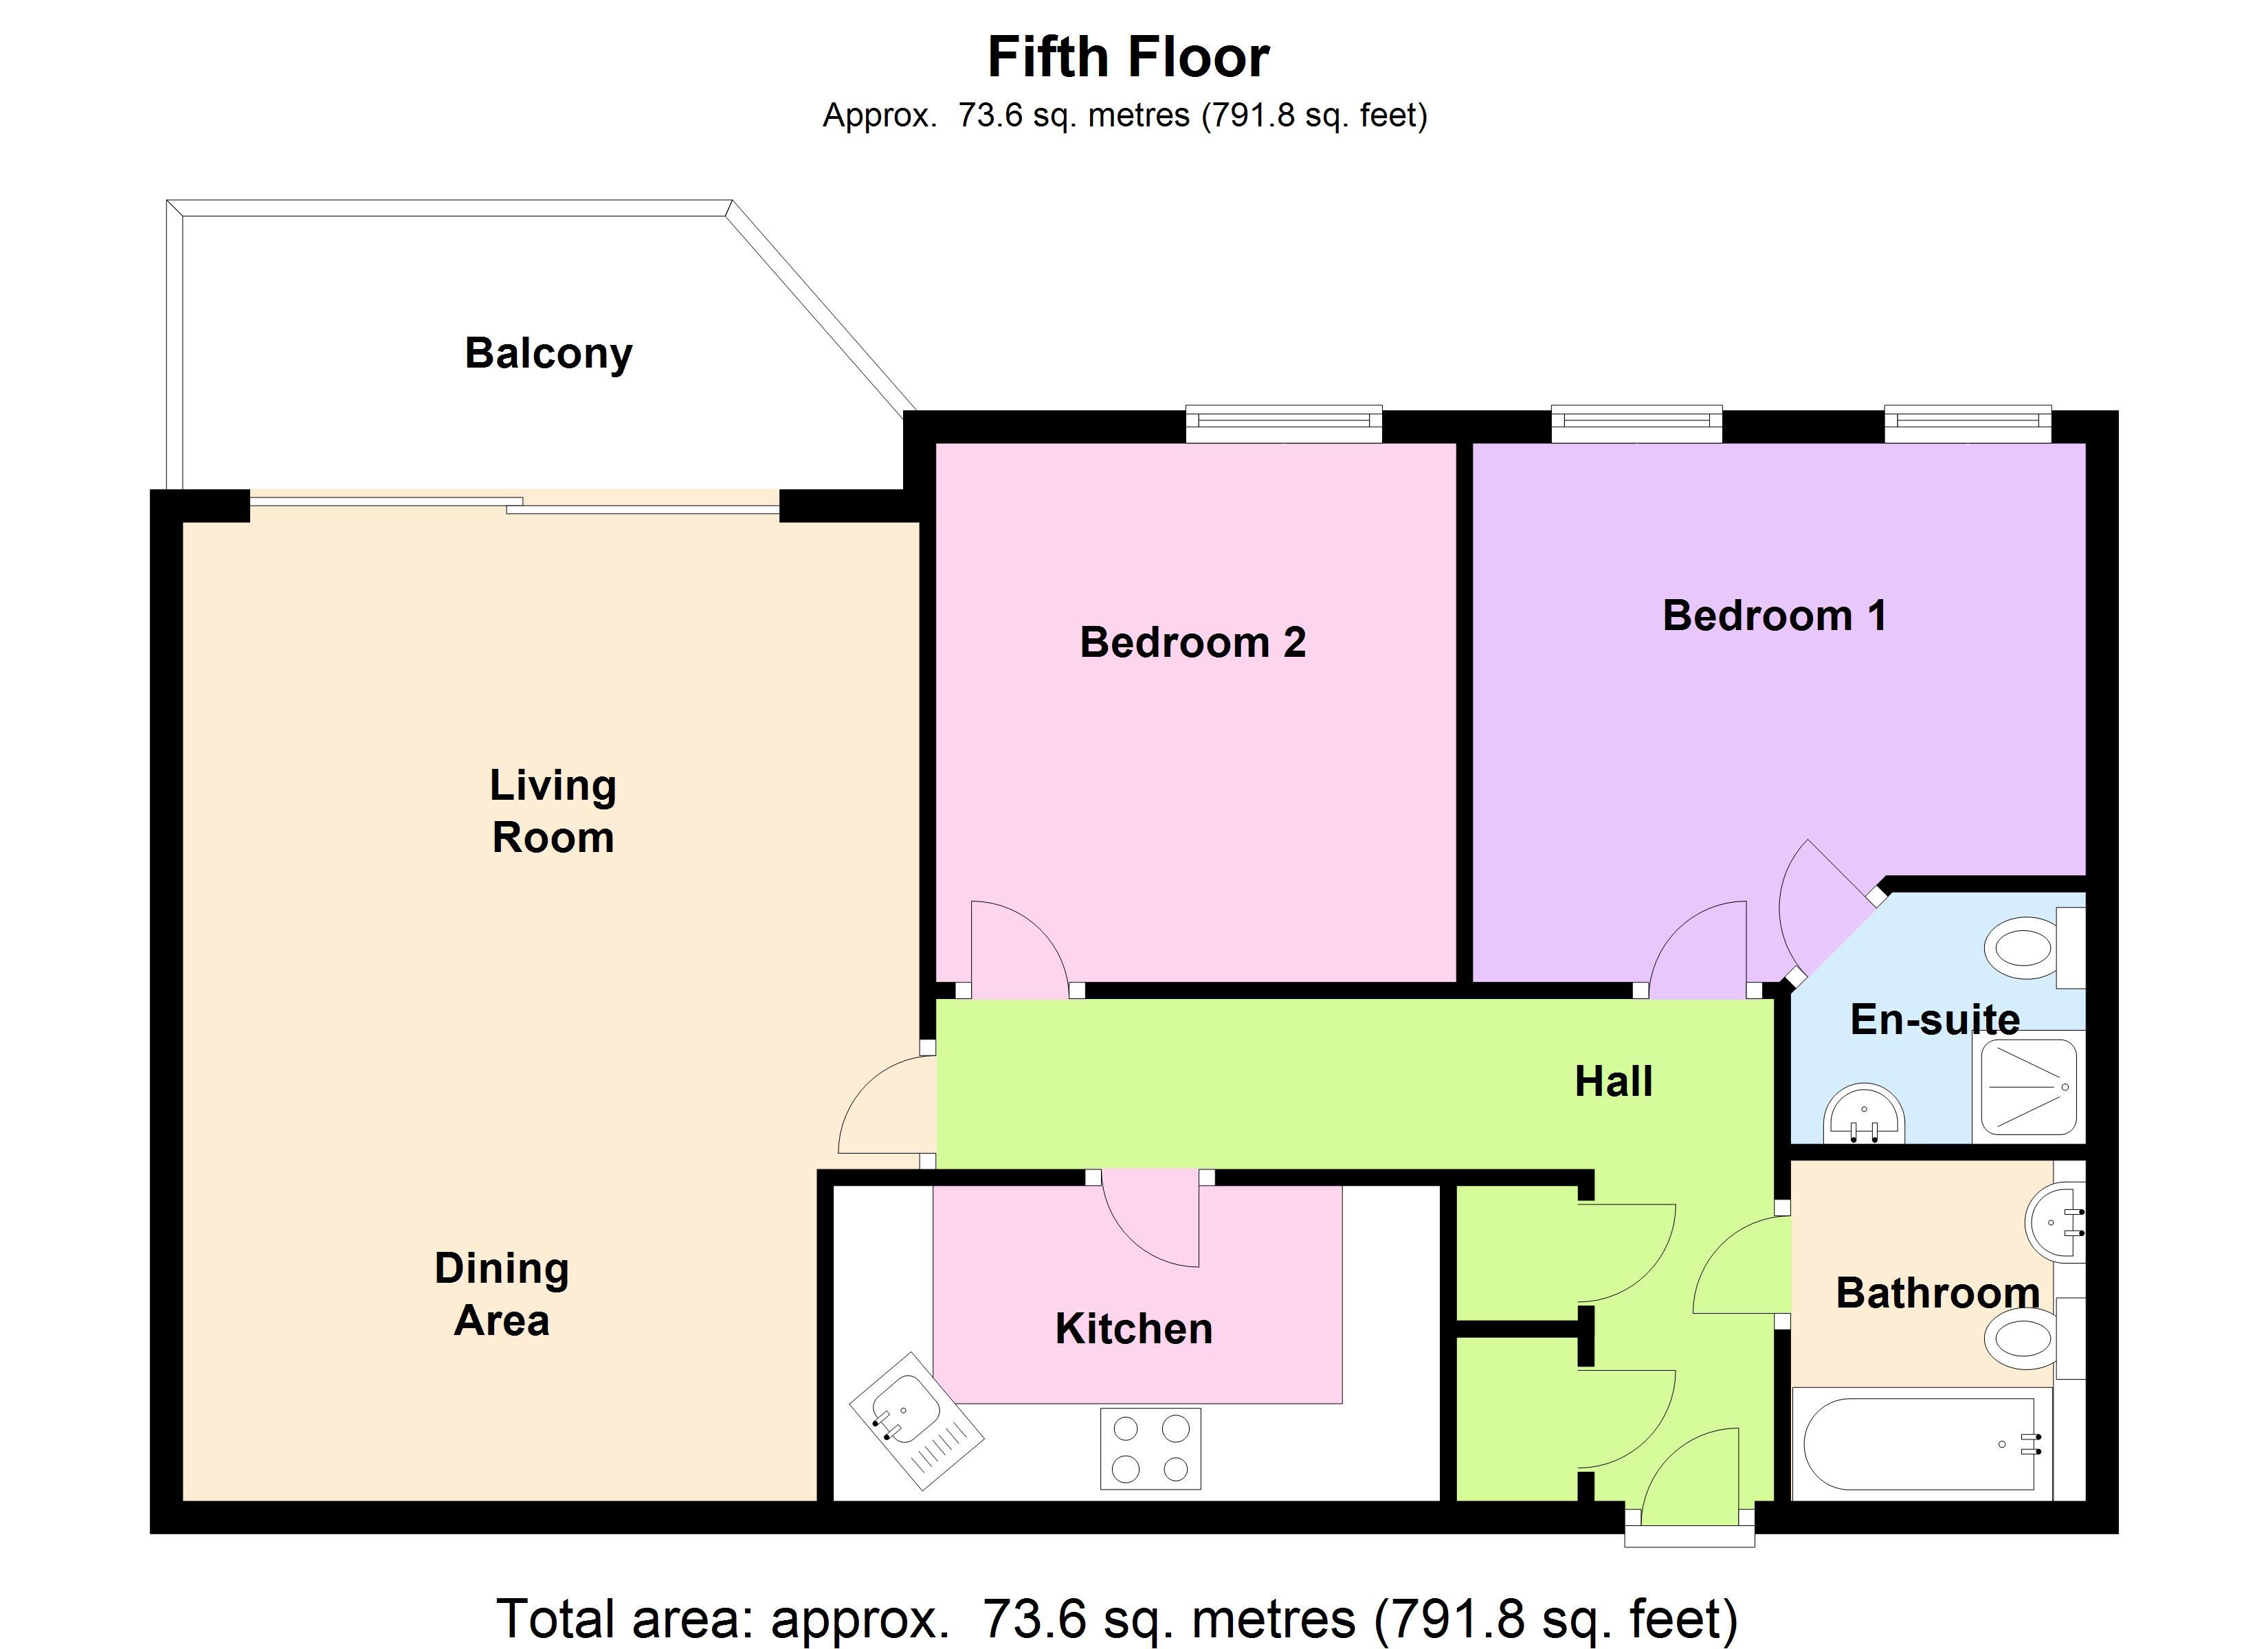 Fifth Floor
Approx.  73.6 sq. metres (791.8 sq. feet)
Balcony
Bedroom 2
Bedroom 1
Living
Room
En-suite
Hall
Dining
Area
Kitchen
Bathroom
Total area: approx.  73.6 sq. metres (791.8 sq. feet)